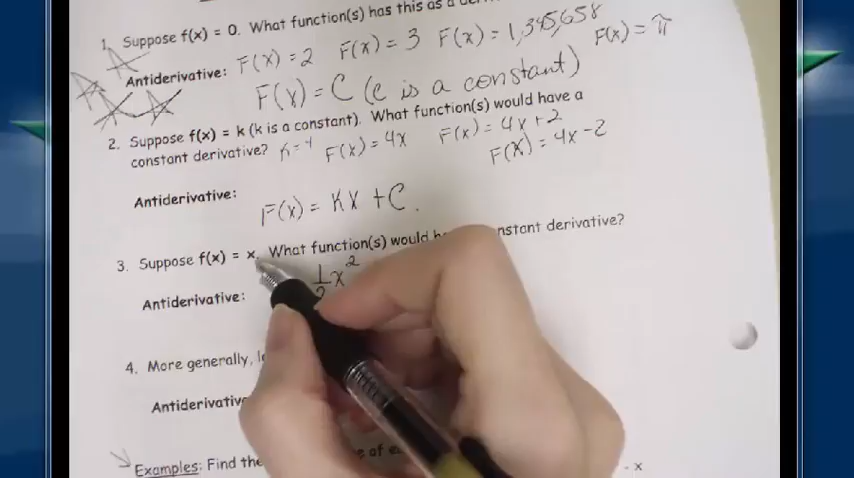 1. Suppose f(x) = 0. What function(s) has this as a
F(x) = 2 F(x) = 3 F(x) = 1,345,658 F(x) = π
Antiderivative:
F(x) = C (c is a constant)
2. Suppose f(x) = k (k is a constant). What function(s) would have a
constant derivative? K=4 F(x) = 4x F(x) = 4x+2
F(x) = 4x-2
Antiderivative:
F(x) = Kx + C.
3. Suppose f(x) = x. What function(s) would nstant derivative?
1/2 x^2
Antiderivative:
4. More generally,
Antiderivative
Examples: Find the of - x